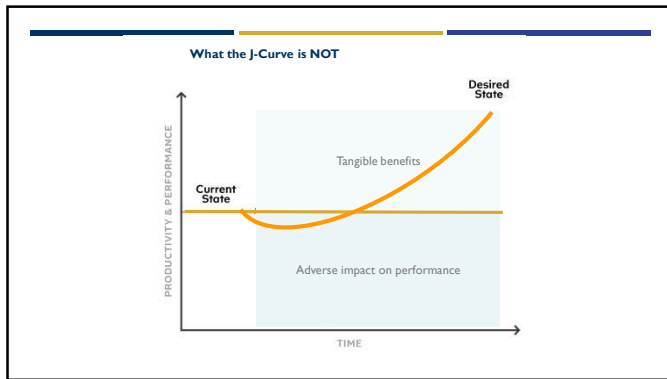 What the J-Curve is NOT
Desired
State
PRODUCTIVITY & PERFORMANCE
Tangible benefits
Current
State
Adverse impact on performance
TIME